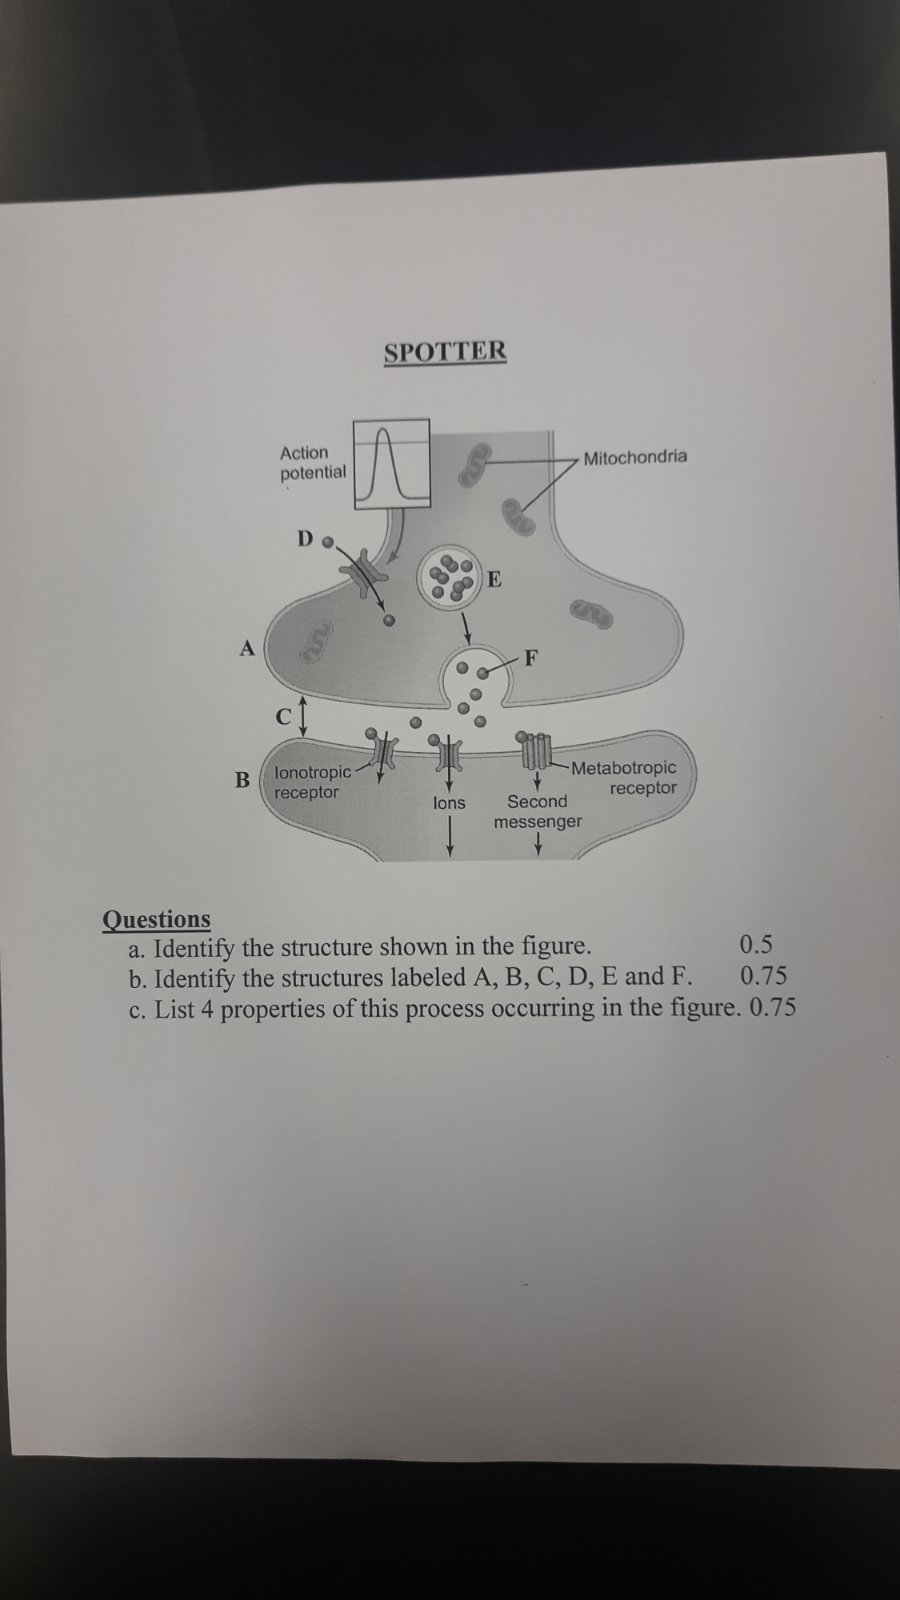 SPOTTER
Action
potential
Mitochondria
D
E
A
F
C
B
Ionotropic
receptor
Ions
Second
messenger
Metabotropic
receptor
Questions
a. Identify the structure shown in the figure. 0.5
b. Identify the structures labeled A, B, C, D, E and F. 0.75
c. List 4 properties of this process occurring in the figure. 0.75